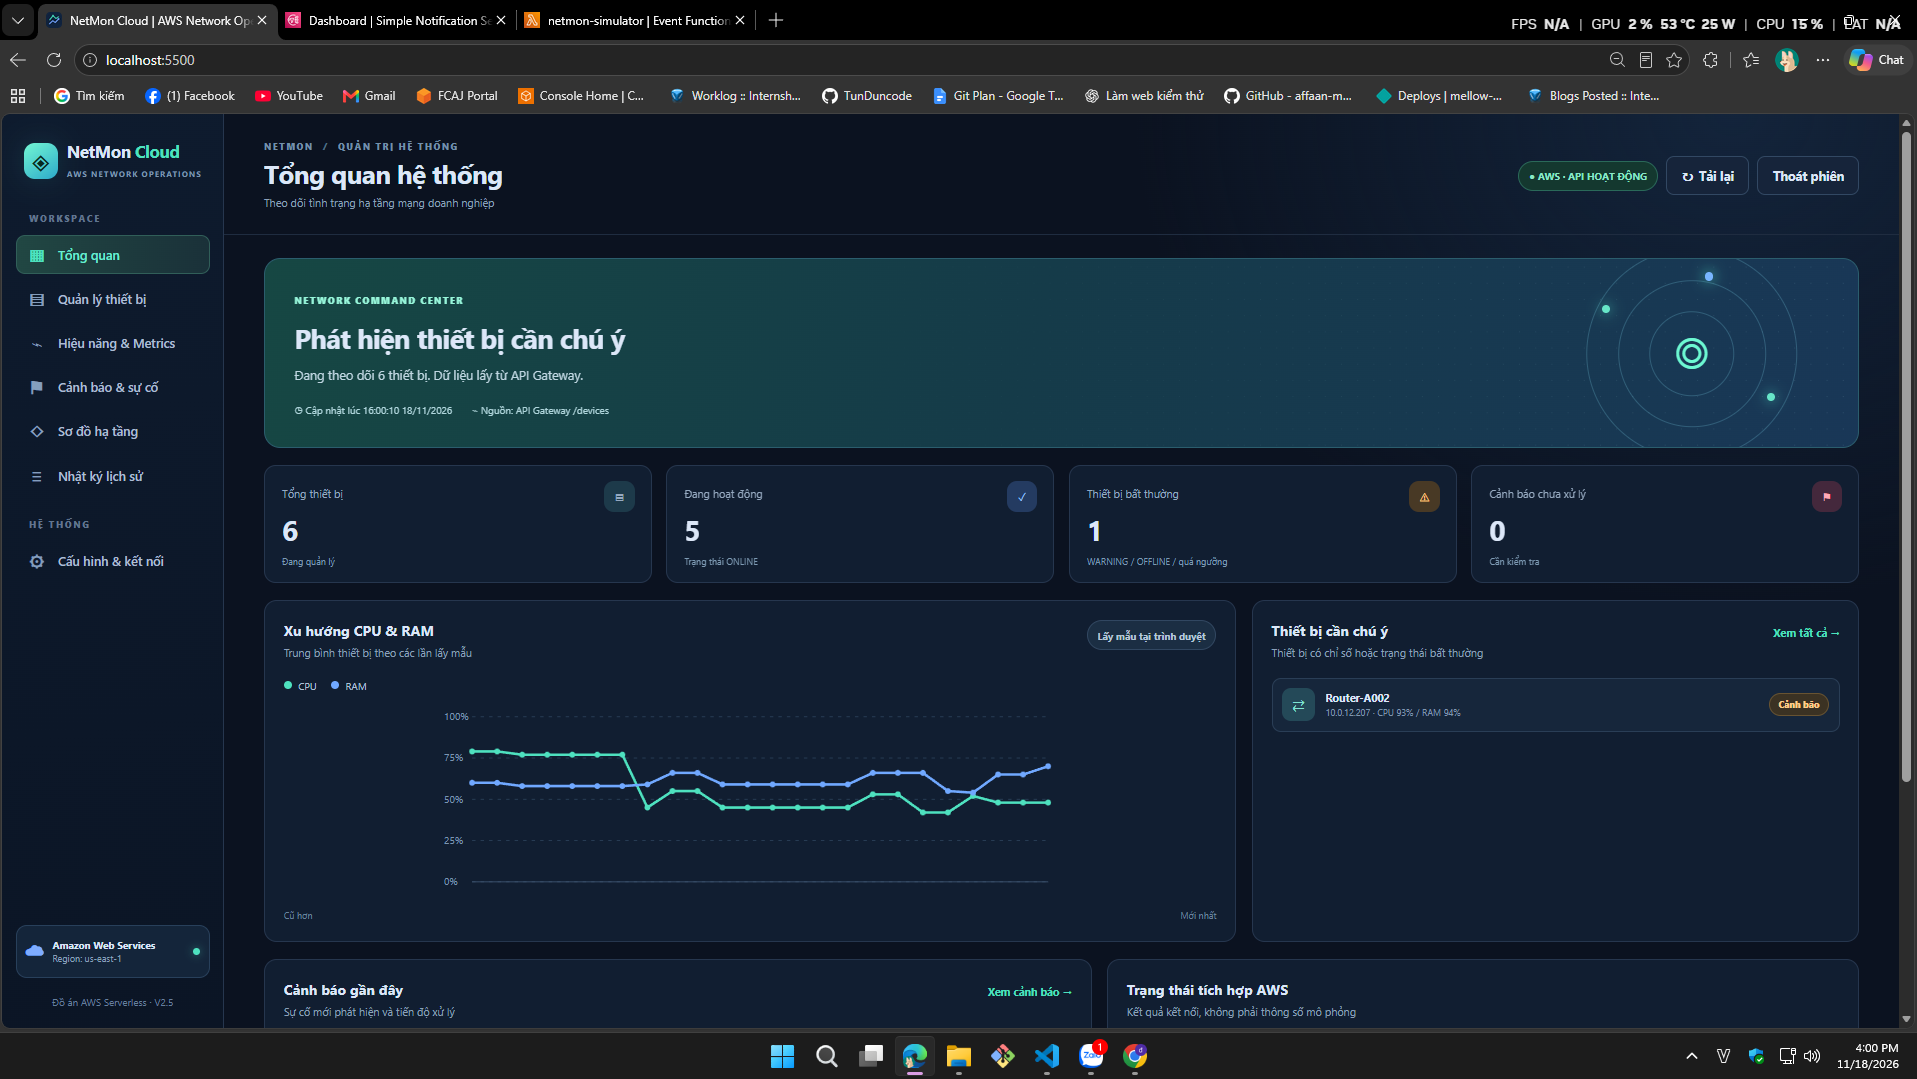 NetMon Cloud | AWS Network Ope
Dashboard | Simple Notification Se
netmon-simulator | Event Function
FPS N/A | GPU 2 % 53 °C 25 W | CPU 15 % | LAT N/A
localhost:5500
Chat
Tìm kiếm
(1) Facebook
YouTube
Gmail
FCAJ Portal
Console Home | C...
Worklog :: Internsh...
TunDuncode
Git Plan - Google T...
Làm web kiểm thử
GitHub - affaan-m...
Deploys | mellow-...
Blogs Posted :: Inte...
NetMon Cloud
AWS NETWORK OPERATIONS
WORKSPACE
Tổng quan
Quản lý thiết bị
Hiệu năng & Metrics
Cảnh báo & sự cố
Sơ đồ hạ tầng
Nhật ký lịch sử
HỆ THỐNG
Cấu hình & kết nối
Amazon Web Services
Region: us-east-1
Đồ án AWS Serverless · V2.5
NETMON / QUẢN TRỊ HỆ THỐNG
Tổng quan hệ thống
Theo dõi tình trạng hạ tầng mạng doanh nghiệp
AWS · API HOẠT ĐỘNG
↻ Tải lại
Thoát phiên
NETWORK COMMAND CENTER
Phát hiện thiết bị cần chú ý
Đang theo dõi 6 thiết bị. Dữ liệu lấy từ API Gateway.
Cập nhật lúc 16:00:10 18/11/2026
~ Nguồn: API Gateway /devices
Tổng thiết bị
6
Đang quản lý
Đang hoạt động
5
Trạng thái ONLINE
Thiết bị bất thường
1
WARNING / OFFLINE / quá ngưỡng
Cảnh báo chưa xử lý
0
Cần kiểm tra
Xu hướng CPU & RAM
Trung bình thiết bị theo các lần lấy mẫu
Lấy mẫu tại trình duyệt
CPU
RAM
100%
75%
50%
25%
0%
Cũ hơn
Mới nhất
Thiết bị cần chú ý
Thiết bị có chỉ số hoặc trạng thái bất thường
Xem tất cả →
Router-A002
10.0.12.207 · CPU 93% / RAM 94%
Cảnh báo
Cảnh báo gần đây
Sự cố mới phát hiện và tiến độ xử lý
Xem cảnh báo →
Trạng thái tích hợp AWS
Kết quả kết nối, không phải thông số mô phỏng
Zalo
1
4:00 PM
11/18/2026